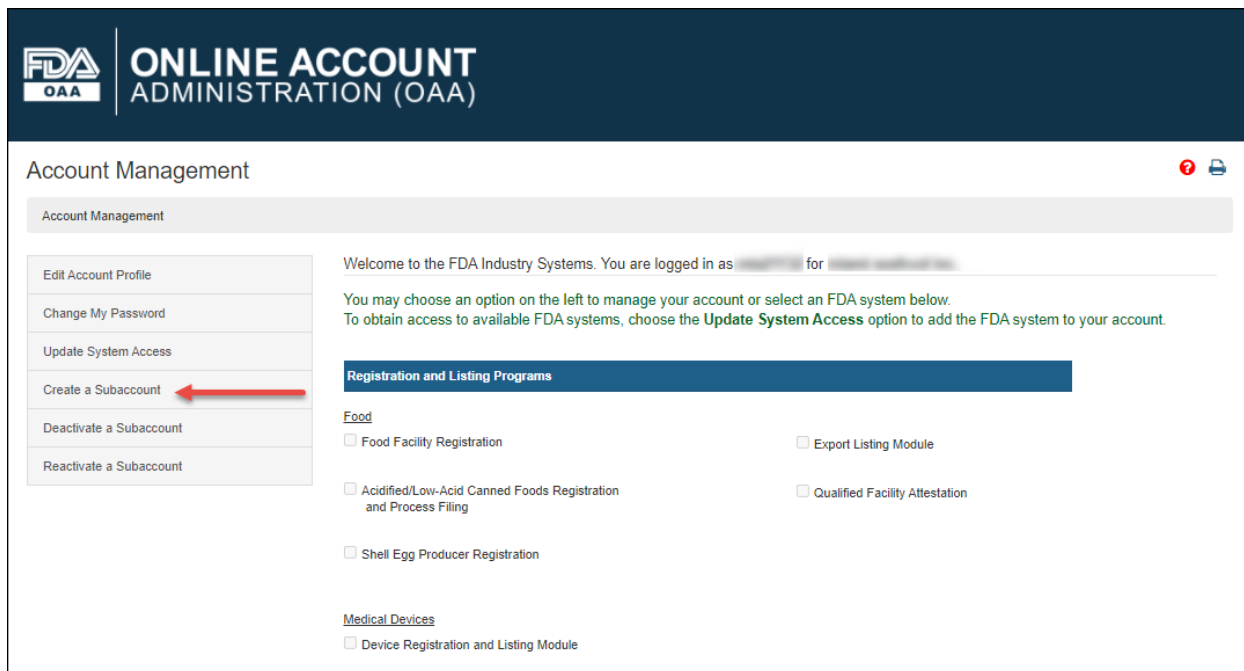 FDA
OAA
ONLINE ACCOUNT
ADMINISTRATION (OAA)
Account Management
Account Management
Edit Account Profile
Change My Password
Update System Access
Create a Subaccount
Deactivate a Subaccount
Reactivate a Subaccount
Welcome to the FDA Industry Systems. You are logged in as for
You may choose an option on the left to manage your account or select an FDA system below.
To obtain access to available FDA systems, choose the Update System Access option to add the FDA system to your account.
Registration and Listing Programs
Food
Food Facility Registration
Export Listing Module
Acidified/Low-Acid Canned Foods Registration
and Process Filing
Qualified Facility Attestation
Shell Egg Producer Registration
Medical Devices
Device Registration and Listing Module